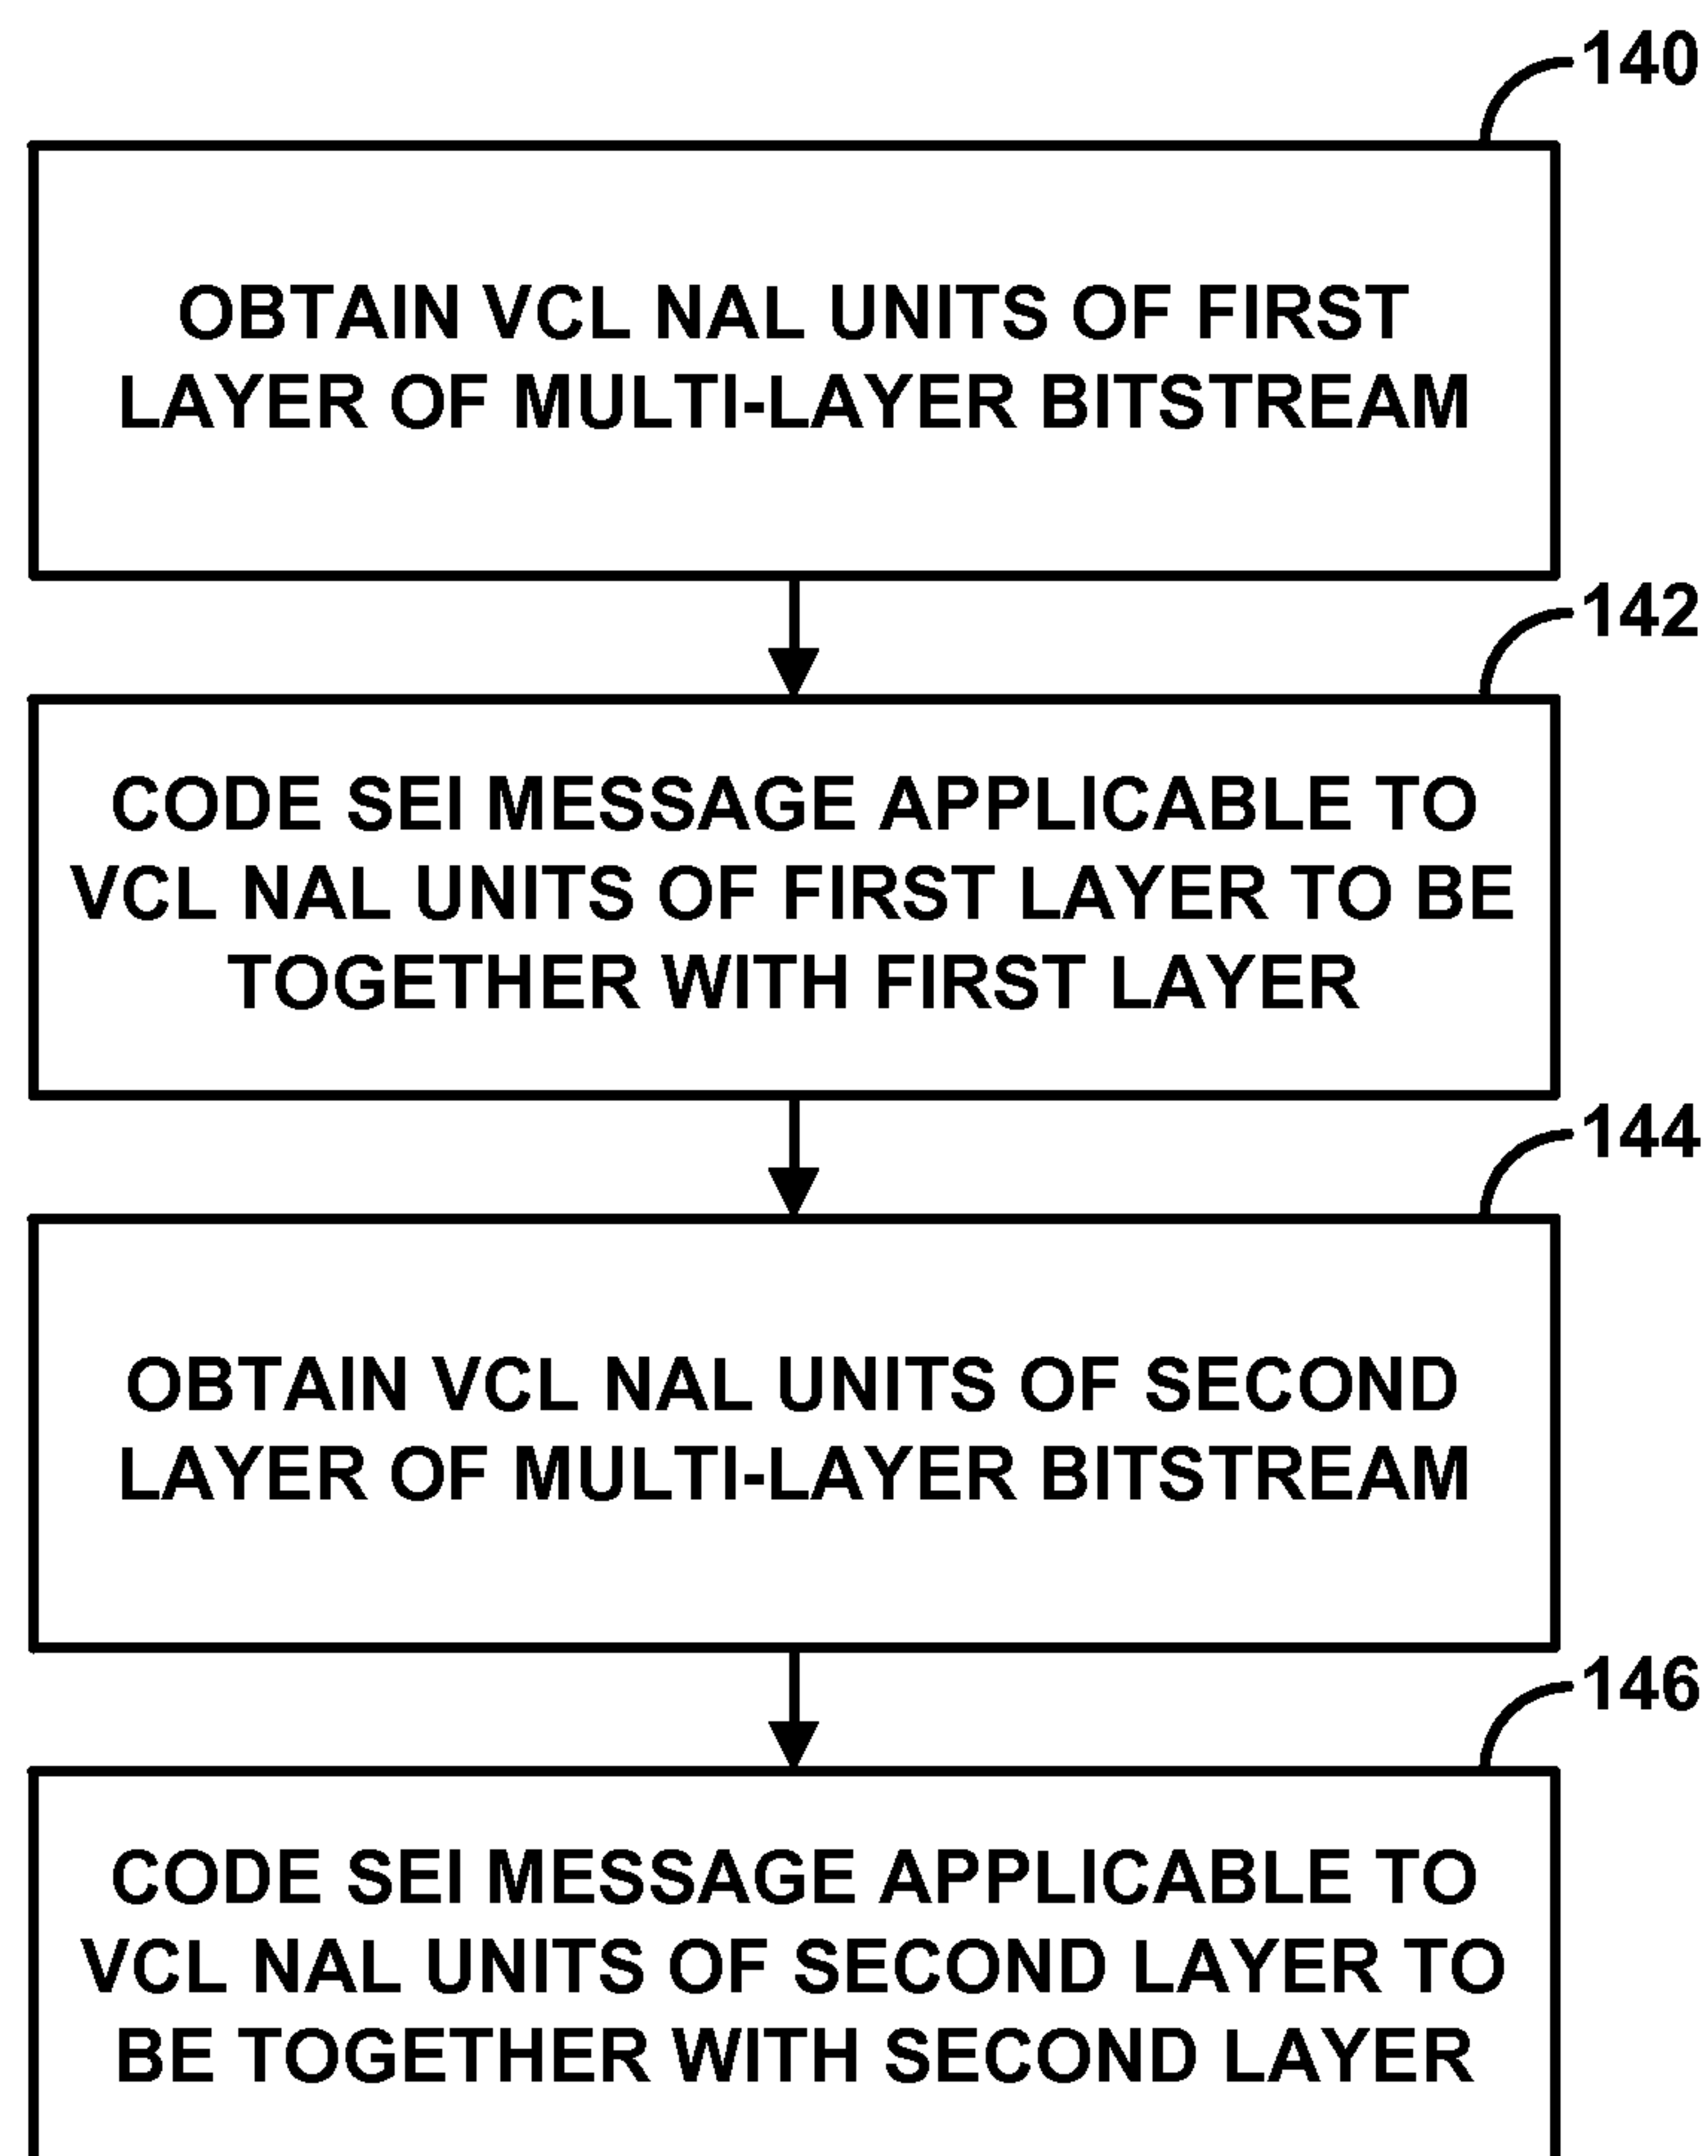 140
OBTAIN VCL NAL UNITS OF FIRST
LAYER OF MULTI-LAYER BITSTREAM
142
CODE SEI MESSAGE APPLICABLE TO
VCL NAL UNITS OF FIRST LAYER TO BE
TOGETHER WITH FIRST LAYER
144
OBTAIN VCL NAL UNITS OF SECOND
LAYER OF MULTI-LAYER BITSTREAM
146
CODE SEI MESSAGE APPLICABLE TO
VCL NAL UNITS OF SECOND LAYER TO
BE TOGETHER WITH SECOND LAYER